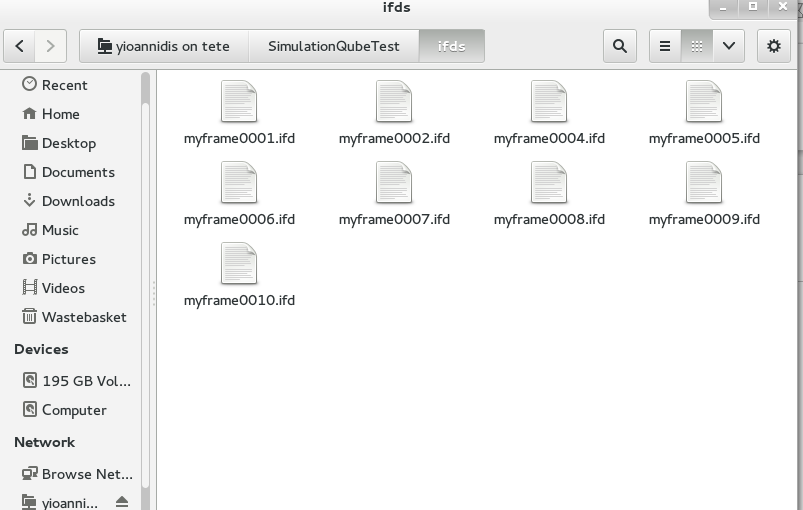 ifds
yioannidis on tete
SimulationQubeTest
ifds
Recent
Home
Desktop
Documents
Downloads
Music
Pictures
Videos
Wastebasket
Devices
195 GB Vol...
Computer
Network
Browse Net...
yioanni...
myframe0001.ifd
myframe0002.ifd
myframe0004.ifd
myframe0005.ifd
myframe0006.ifd
myframe0007.ifd
myframe0008.ifd
myframe0009.ifd
myframe0010.ifd